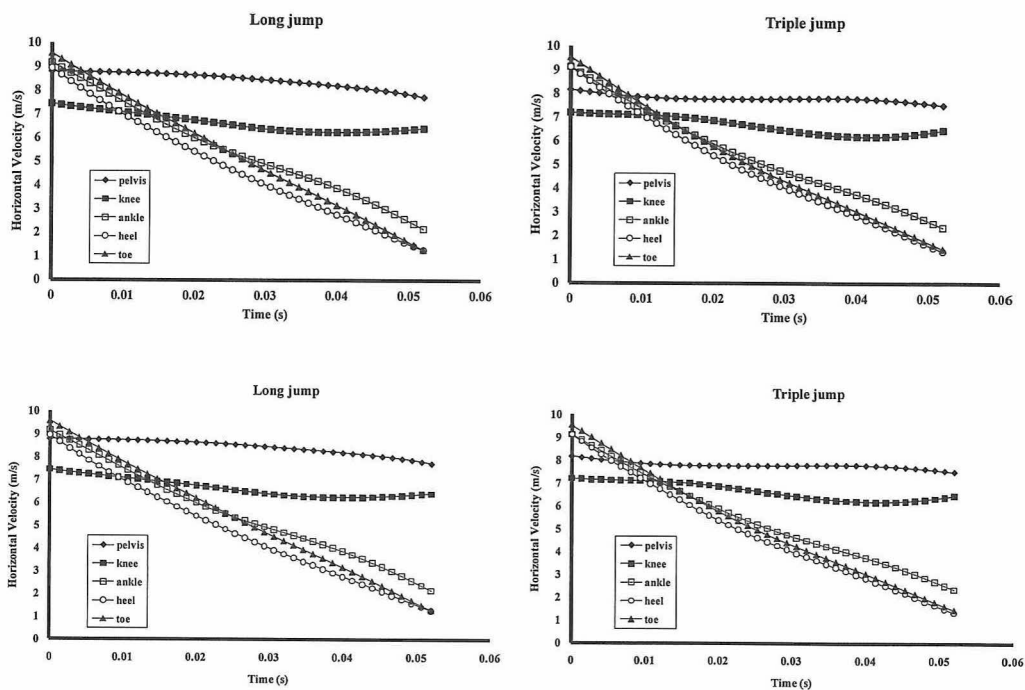 Long jump
10
9
8
7
6
5
4
3
2
1
0
Horizontal Velocity (m/s)
pelvis
knee
ankle
heel
toe
0 0.01 0.02 0.03 0.04 0.05 0.06
Time (s)
Triple jump
10
9
8
7
6
5
4
3
2
1
0
Horizontal Velocity (m/s)
pelvis
knee
ankle
heel
toe
0 0.01 0.02 0.03 0.04 0.05 0.06
Time (s)
Long jump
10
9
8
7
6
5
4
3
2
1
0
Horizontal Velocity (m/s)
pelvis
knee
ankle
heel
toe
0 0.01 0.02 0.03 0.04 0.05 0.06
Time (s)
Triple jump
10
9
8
7
6
5
4
3
2
1
0
Horizontal Velocity (m/s)
pelvis
knee
ankle
heel
toe
0 0.01 0.02 0.03 0.04 0.05 0.06
Time (s)